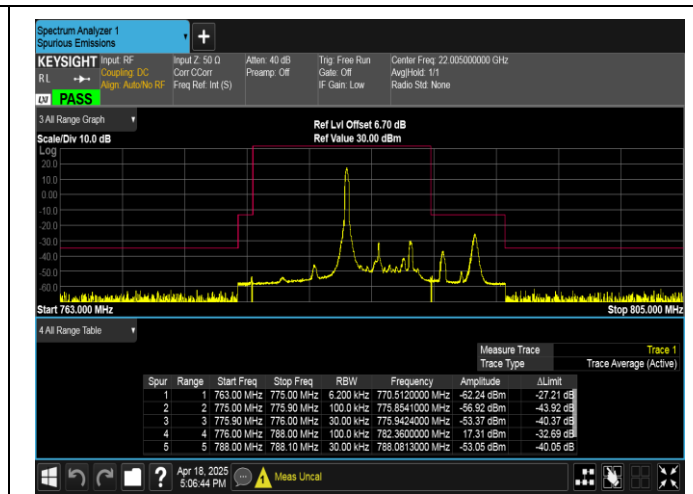 Spectrum Analyzer 1
Spurious Emissions
+
KEYSIGHT Input: RF Input Z: 50 Ω Atten: 40 dB Trig: Free Run Center Freq: 22.005000000 GHz
R L Coupling: DC Corr CCorr Preamp: Off Gate: Off Avg|Hold: 1/1
Align: Auto/No RF Freq Ref: Int (S) IF Gain: Low Radio Std: None
LXI PASS
3 All Range Graph
Ref Lvl Offset 6.70 dB
Scale/Div 10.0 dB Ref Value 30.00 dBm
Log
20.0
10.0
0.00
-10.0
-20.0
-30.0
-40.0
-50.0
-60.0
Start 763.000 MHz Stop 805.000 MHz
4 All Range Table
Measure Trace Trace 1
Trace Type Trace Average (Active)
Spur Range Start Freq Stop Freq RBW Frequency Amplitude ΔLimit
1 1 763.00 MHz 775.00 MHz 6.200 kHz 770.5120000 MHz -62.24 dBm -27.21 dB
2 2 775.00 MHz 775.90 MHz 100.0 kHz 775.8541000 MHz -56.92 dBm -43.92 dB
3 3 775.90 MHz 776.00 MHz 30.00 kHz 775.9424000 MHz -53.37 dBm -40.37 dB
4 4 776.00 MHz 788.00 MHz 100.0 kHz 782.3600000 MHz 17.31 dBm -32.69 dB
5 5 788.00 MHz 788.10 MHz 30.00 kHz 788.0813000 MHz -53.05 dBm -40.05 dB
? Apr 18, 2025
5:06:44 PM
Meas Uncal